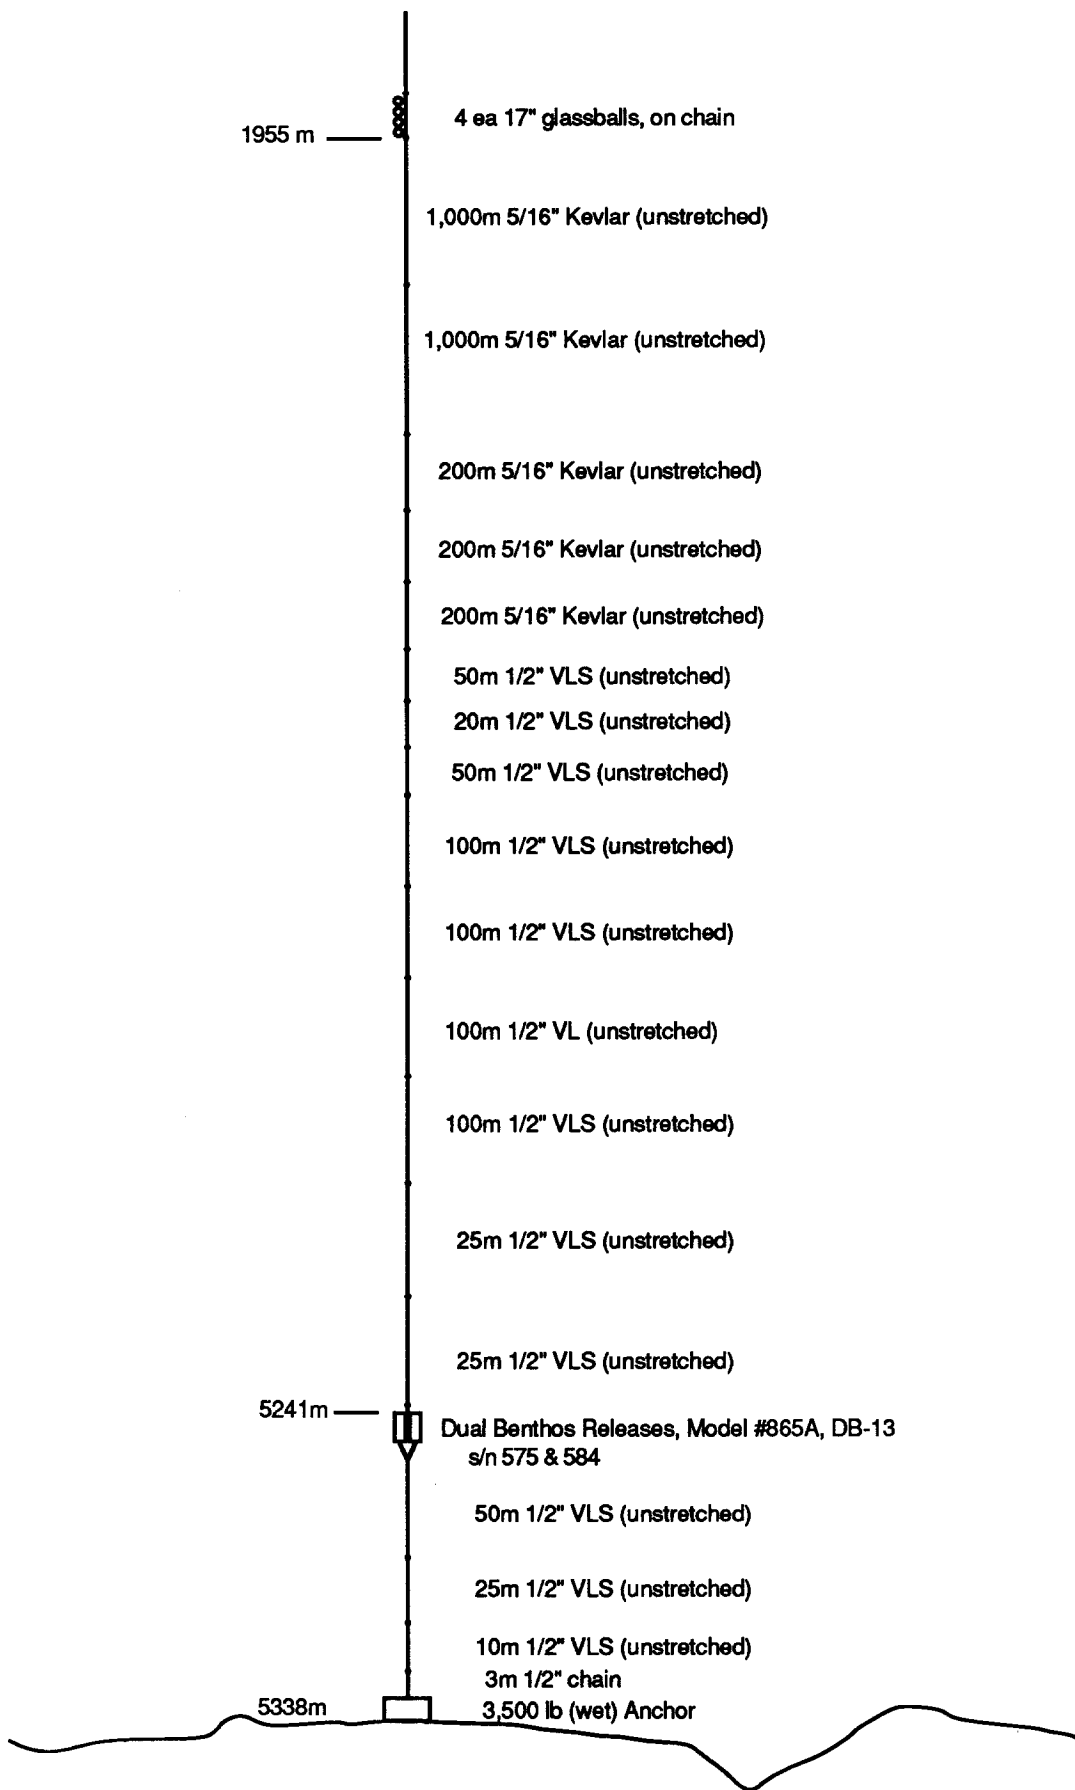 4 ea 17" glassballs, on chain
1955 m
1,000m 5/16" Kevlar (unstretched)
1,000m 5/16" Kevlar (unstretched)
200m 5/16" Kevlar (unstretched)
200m 5/16" Kevlar (unstretched)
200m 5/16" Kevlar (unstretched)
50m 1/2" VLS (unstretched)
20m 1/2" VLS (unstretched)
50m 1/2" VLS (unstretched)
100m 1/2" VLS (unstretched)
100m 1/2" VLS (unstretched)
100m 1/2" VL (unstretched)
100m 1/2" VLS (unstretched)
25m 1/2" VLS (unstretched)
25m 1/2" VLS (unstretched)
5241m
Dual Benthos Releases, Model #865A, DB-13
s/n 575 & 584
50m 1/2" VLS (unstretched)
25m 1/2" VLS (unstretched)
10m 1/2" VLS (unstretched)
3m 1/2" chain
5338m
3,500 lb (wet) Anchor